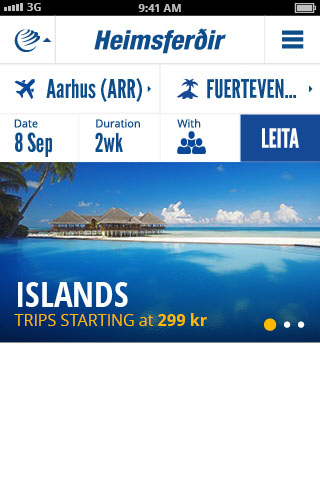 3G 9:41 AM
Heimsferðir
Aarhus (ARR) FUERTEVEN...
Date Duration With
8 Sep 2wk LEITA
ISLANDS
TRIPS STARTING at 299 kr